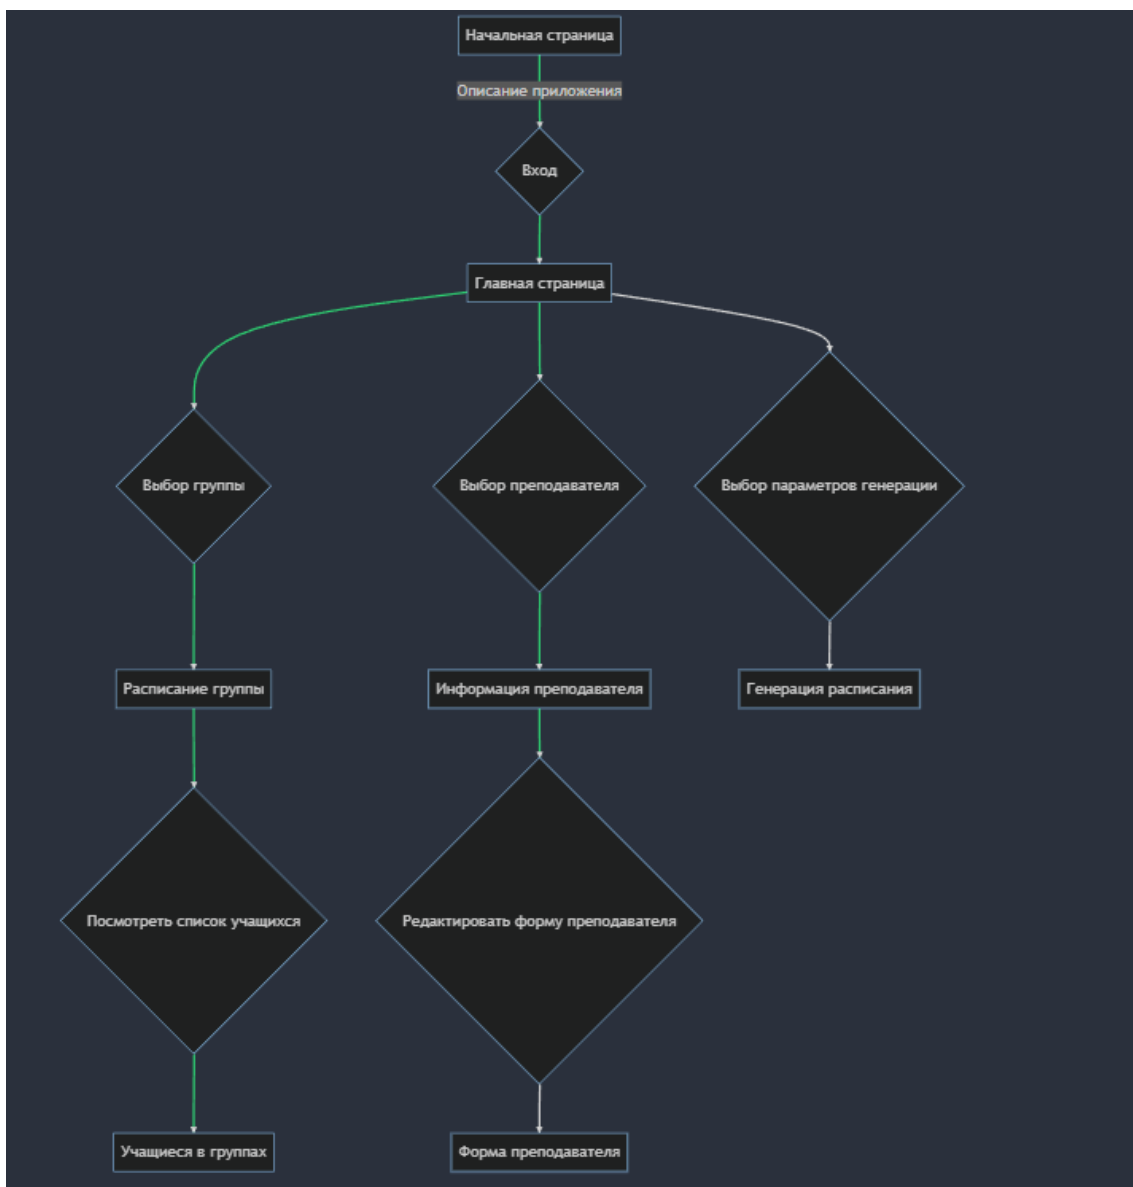 Начальная страница
Описание приложения
Вход
Главная страница
Выбор группы
Выбор преподавателя
Выбор параметров генерации
Расписание группы
Информация преподавателя
Генерация расписания
Посмотреть список учащихся
Редактировать форму преподавателя
Учащиеся в группах
Форма преподавателя